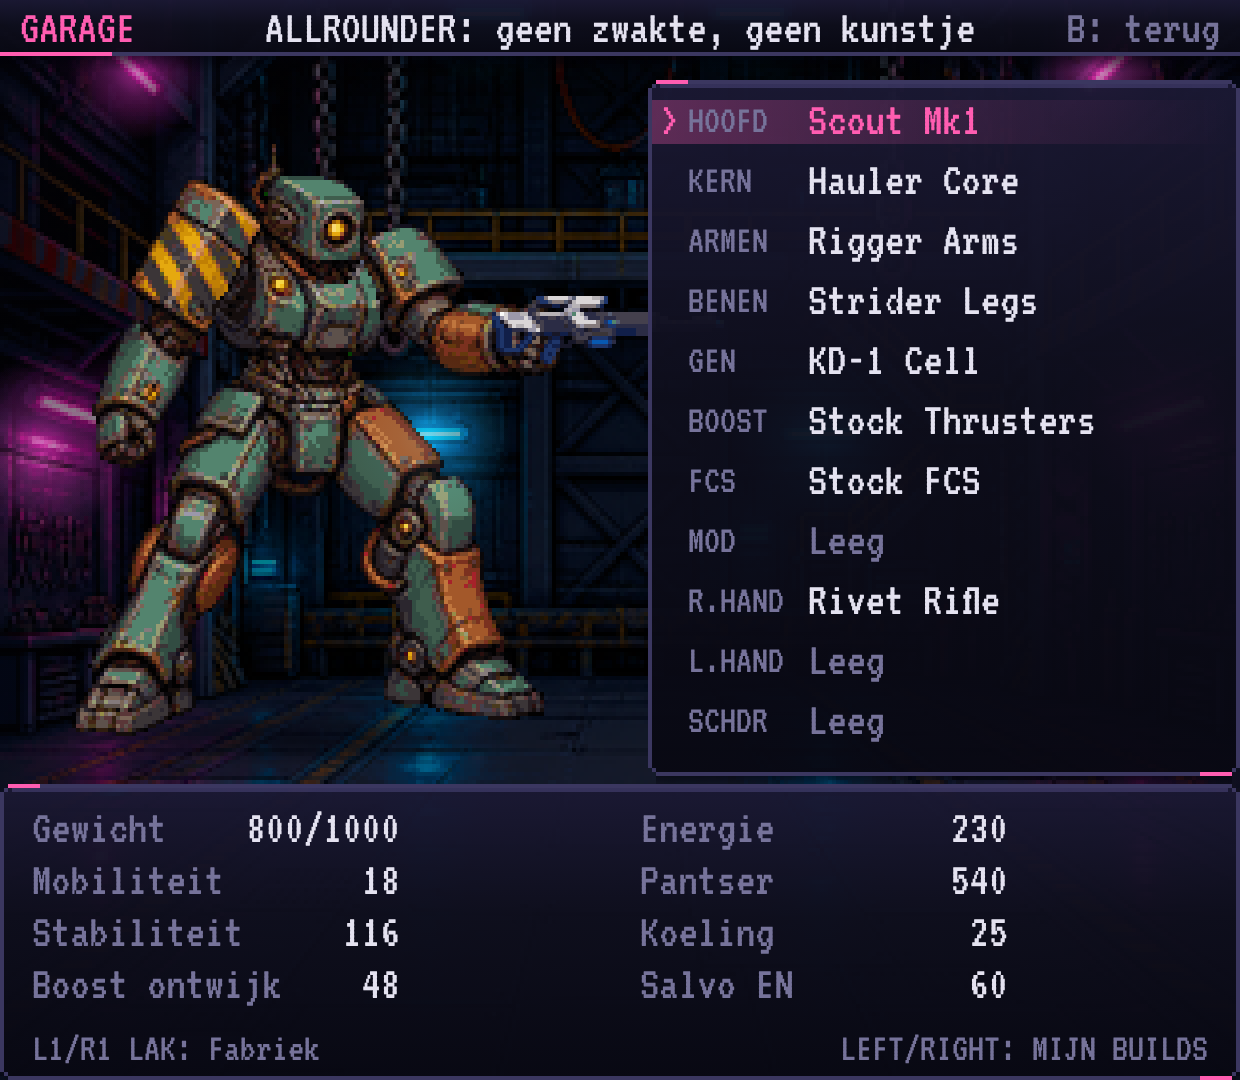 GARAGE ALLROUNDER: geen zwakte, geen kunstje B: terug
HOOFD Scout Mk1
KERN Hauler Core
ARMEN Rigger Arms
BENEN Strider Legs
GEN KD-1 Cell
BOOST Stock Thrusters
FCS Stock FCS
MOD Leeg
R.HAND Rivet Rifle
L.HAND Leeg
SCHDR Leeg
Gewicht 800/1000 Energie 230
Mobiliteit 18 Pantser 540
Stabiliteit 116 Koeling 25
Boost ontwijk 48 Salvo EN 60
L1/R1 LAK: Fabriek LEFT/RIGHT: MIJN BUILDS